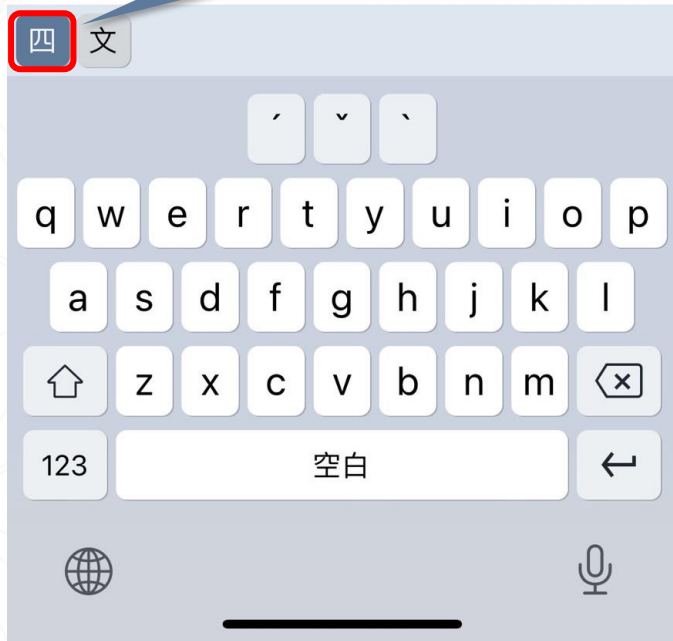 四 文
ˊ ˇ ˋ
q w e r t y u i o p
a s d f g h j k l
z x c v b n m
123 空白